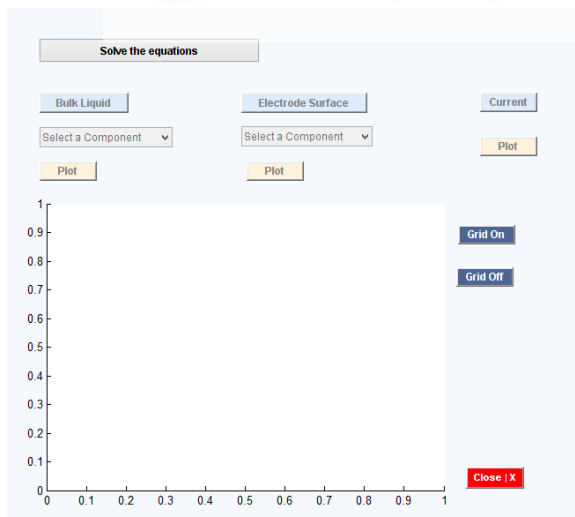 Solve the equations
Bulk Liquid
Electrode Surface
Current
Select a Component
Select a Component
Plot
Plot
Plot
1
0.9
Grid On
0.8
Grid Off
0.7
0.6
0.5
0.4
0.3
0.2
0.1
Close | X
0
0 0.1 0.2 0.3 0.4 0.5 0.6 0.7 0.8 0.9 1